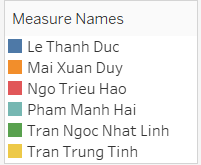 Measure Names
Le Thanh Duc
Mai Xuan Duy
Ngo Trieu Hao
Pham Manh Hai
Tran Ngoc Nhat Linh
Tran Trung Tinh